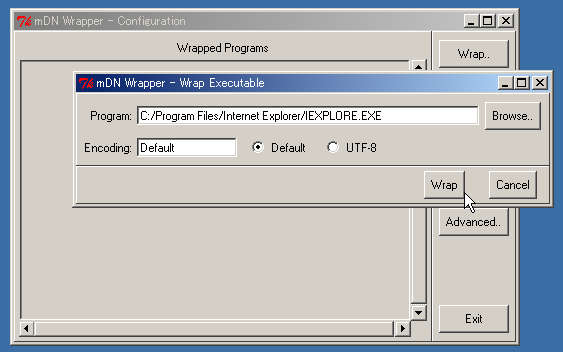 mDN Wrapper - Configuration
Wrapped Programs
Wrap..
mDN Wrapper - Wrap Executable
Program: C:/Program Files/Internet Explorer/IEXPLORE.EXE Browse..
Encoding: Default Default UTF-8
Wrap Cancel
Advanced..
Exit